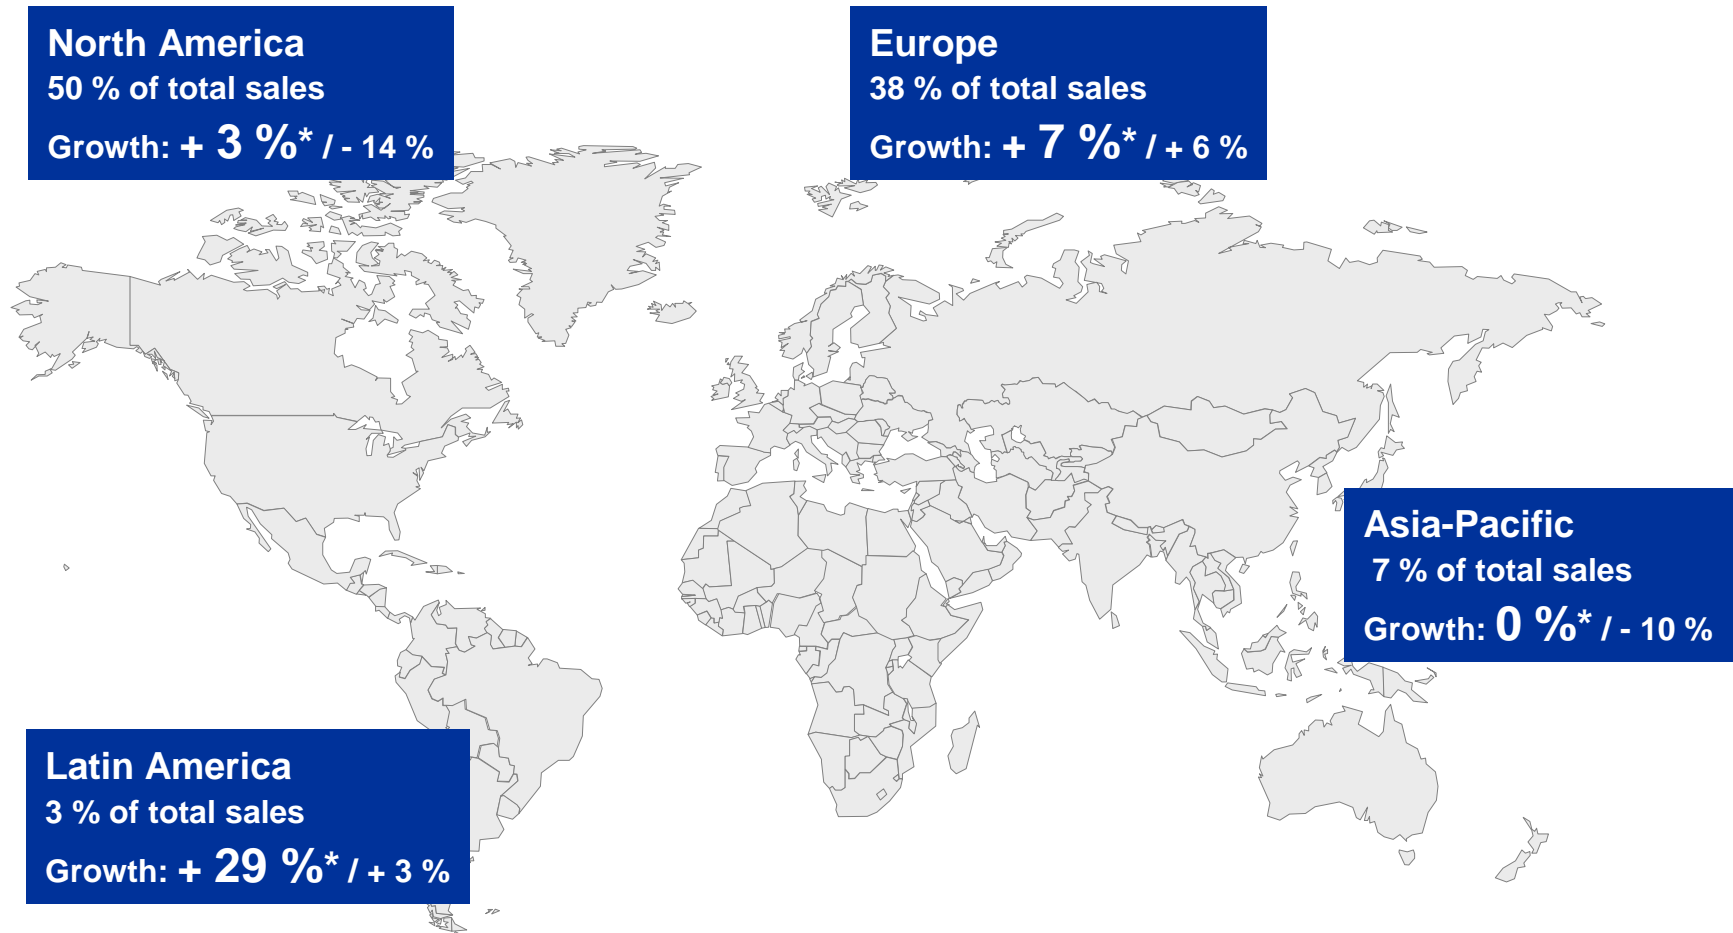 North America
50 % of total sales
Growth: + 3 %* / - 14 %
Europe
38 % of total sales
Growth: + 7 %* / + 6 %
Asia-Pacific
7 % of total sales
Growth: 0 %* / - 10 %
Latin America
3 % of total sales
Growth: + 29 %* / + 3 %